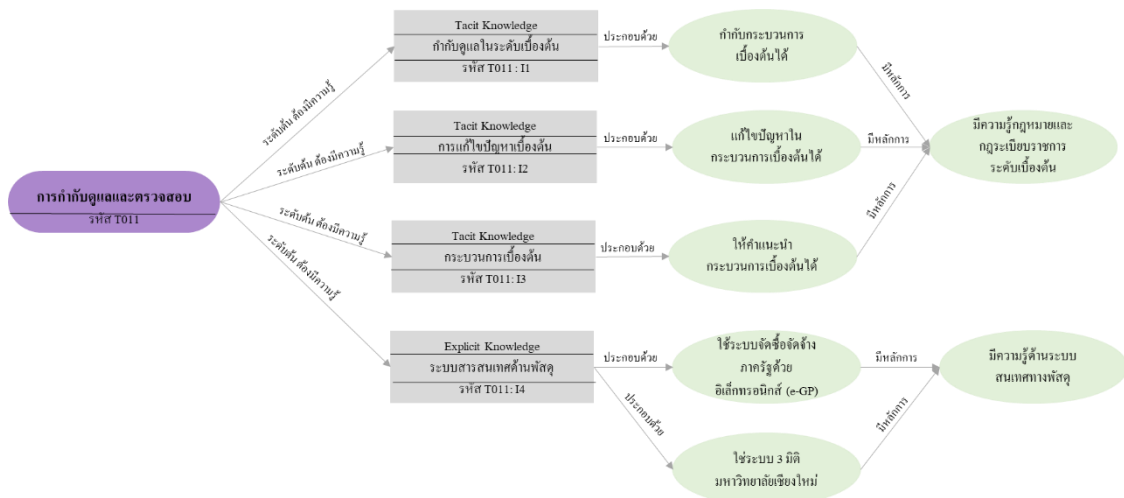 การกำกับดูแลและตรวจสอบ
รหัส T011
ระดับต้น ต้องมีความรู้
ระดับต้น ต้องมีความรู้
ระดับต้น ต้องมีความรู้
ระดับต้น ต้องมีความรู้
Tacit Knowledge
กำกับดูแลในระดับเบื้องต้น
รหัส T011: I1
ประกอบด้วย
กำกับกระบวนการ
เบื้องต้นได้
มีหลักการ
Tacit Knowledge
การแก้ไขปัญหาเบื้องต้น
รหัส T011: I2
ประกอบด้วย
แก้ไขปัญหาใน
กระบวนการเบื้องต้นได้
มีหลักการ
มีความรู้กฎหมายและ
กฎระเบียบราชการ
ระดับเบื้องต้น
Tacit Knowledge
กระบวนการเบื้องต้น
รหัส T011: I3
ประกอบด้วย
ให้คำแนะนำ
กระบวนการเบื้องต้นได้
มีหลักการ
Explicit Knowledge
ระบบสารสนเทศด้านพัสดุ
รหัส T011: I4
ประกอบด้วย
ใช้ระบบจัดซื้อจัดจ้าง
ภาครัฐด้วย
อิเล็กทรอนิกส์ (e-GP)
มีหลักการ
มีความรู้ด้านระบบ
สนเทศทางพัสดุ
ประกอบด้วย
ใช่ระบบ 3 มิติ
มหาวิทยาลัยเชียงใหม่
มีหลักการ